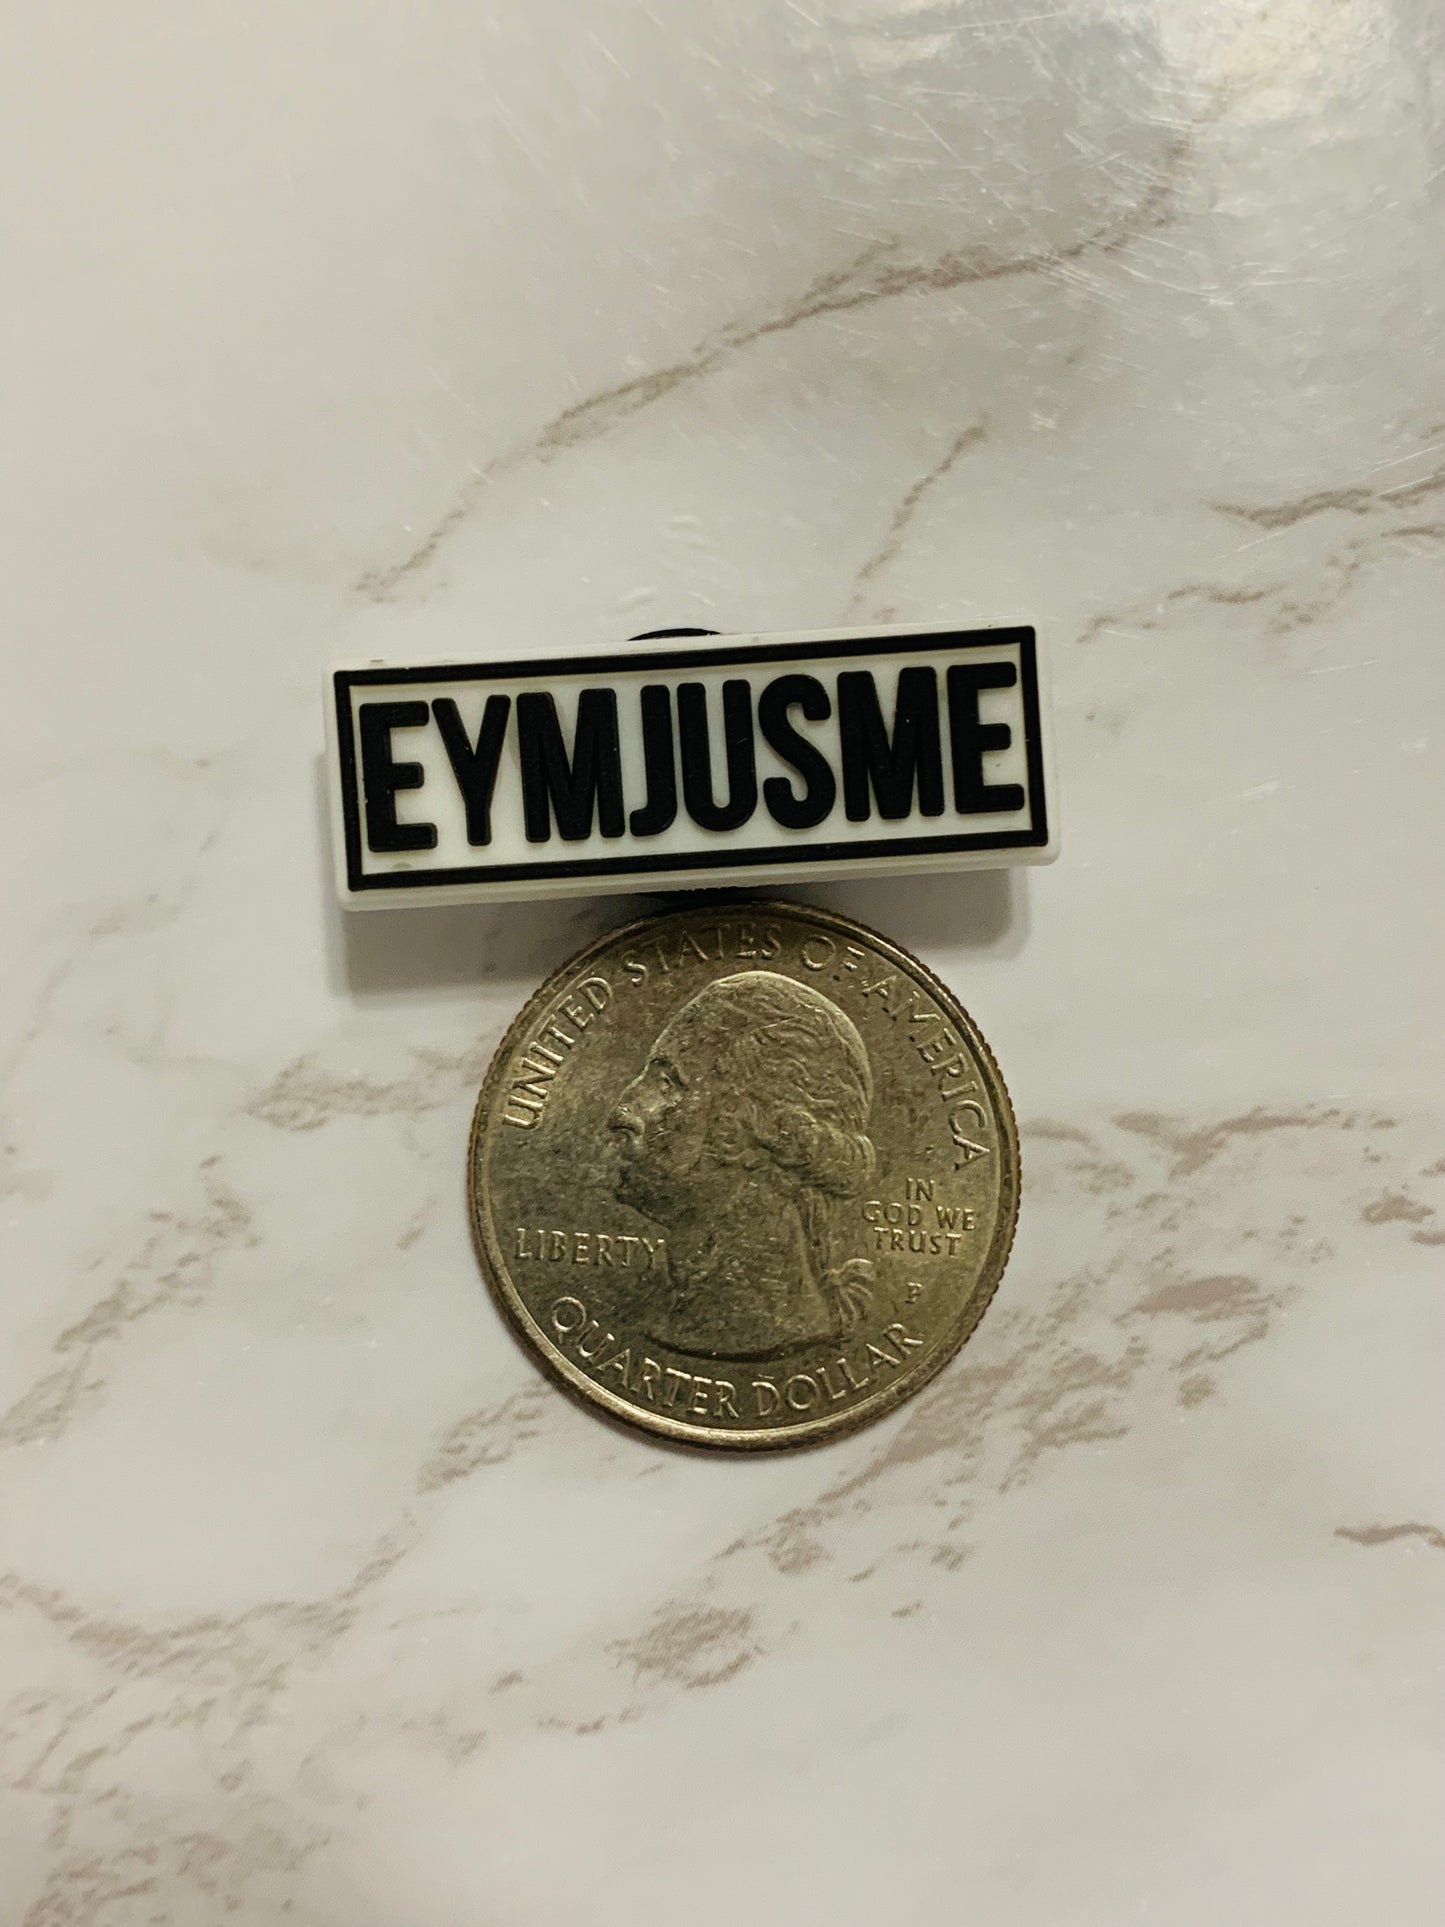 EYMJUSME
UNITED STATES OF AMERICA
LIBERTY
IN
GOD WE
TRUST
P
QUARTER DOLLAR